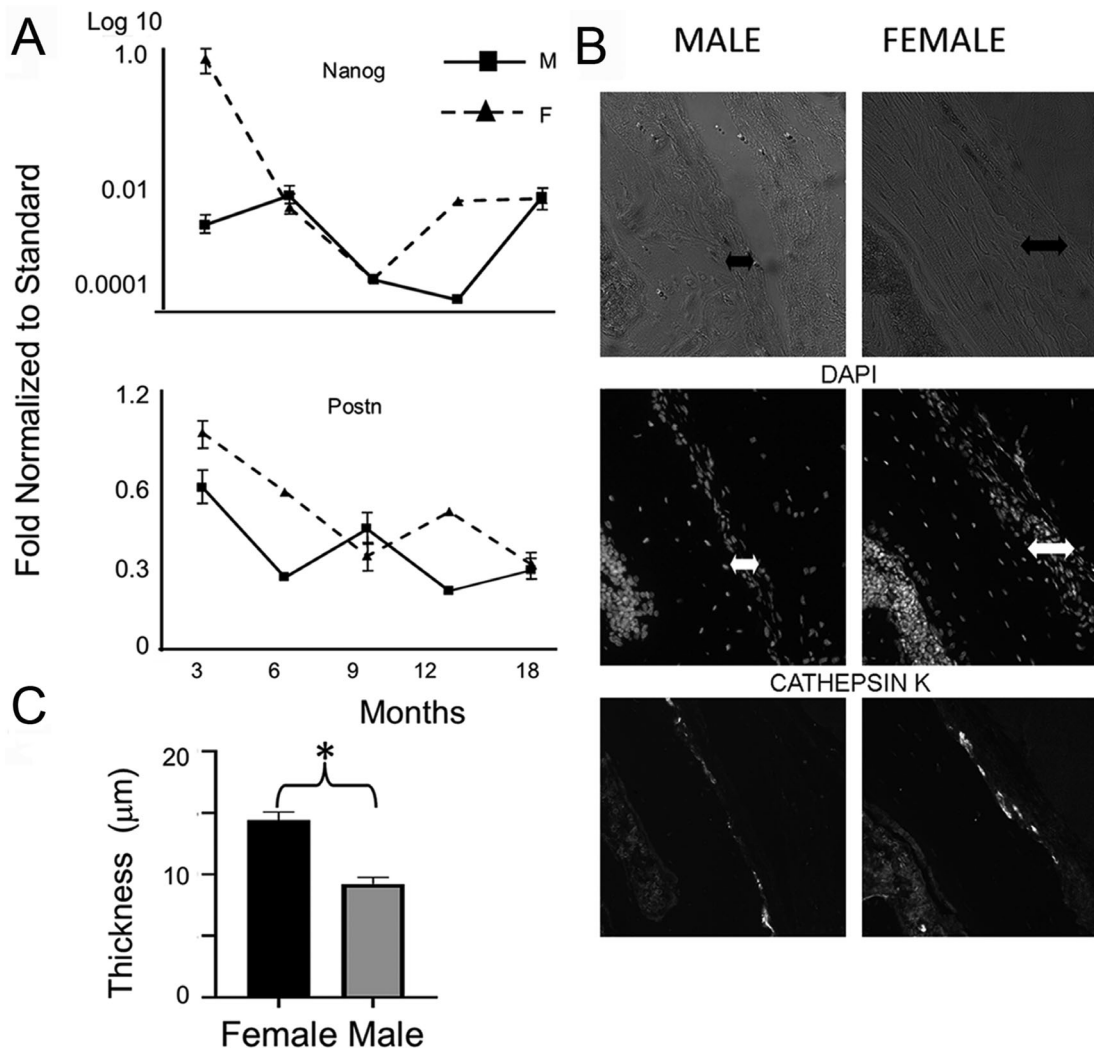 A
Log 10
1.0
0.01
0.0001
Nanog
M
F
Fold Normalized to Standard
1.2
0.6
0.3
0
Postn
3 6 9 12 18
Months
B
MALE FEMALE
DAPI
CATHEPSIN K
C
20
10
0
Thickness (μm)
*
Female Male